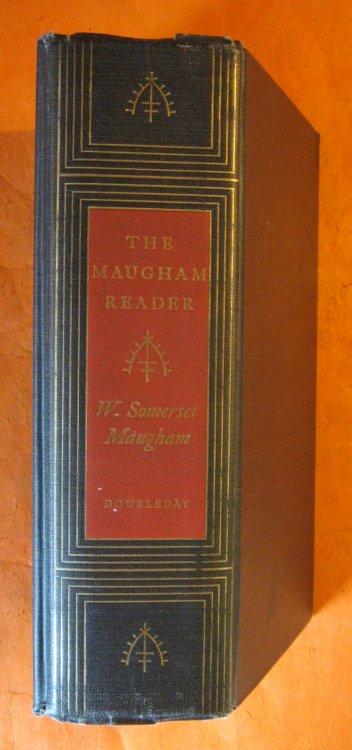 THE
MAUGHAM
READER
W. Somerset
Maugham
DOUBLEDAY